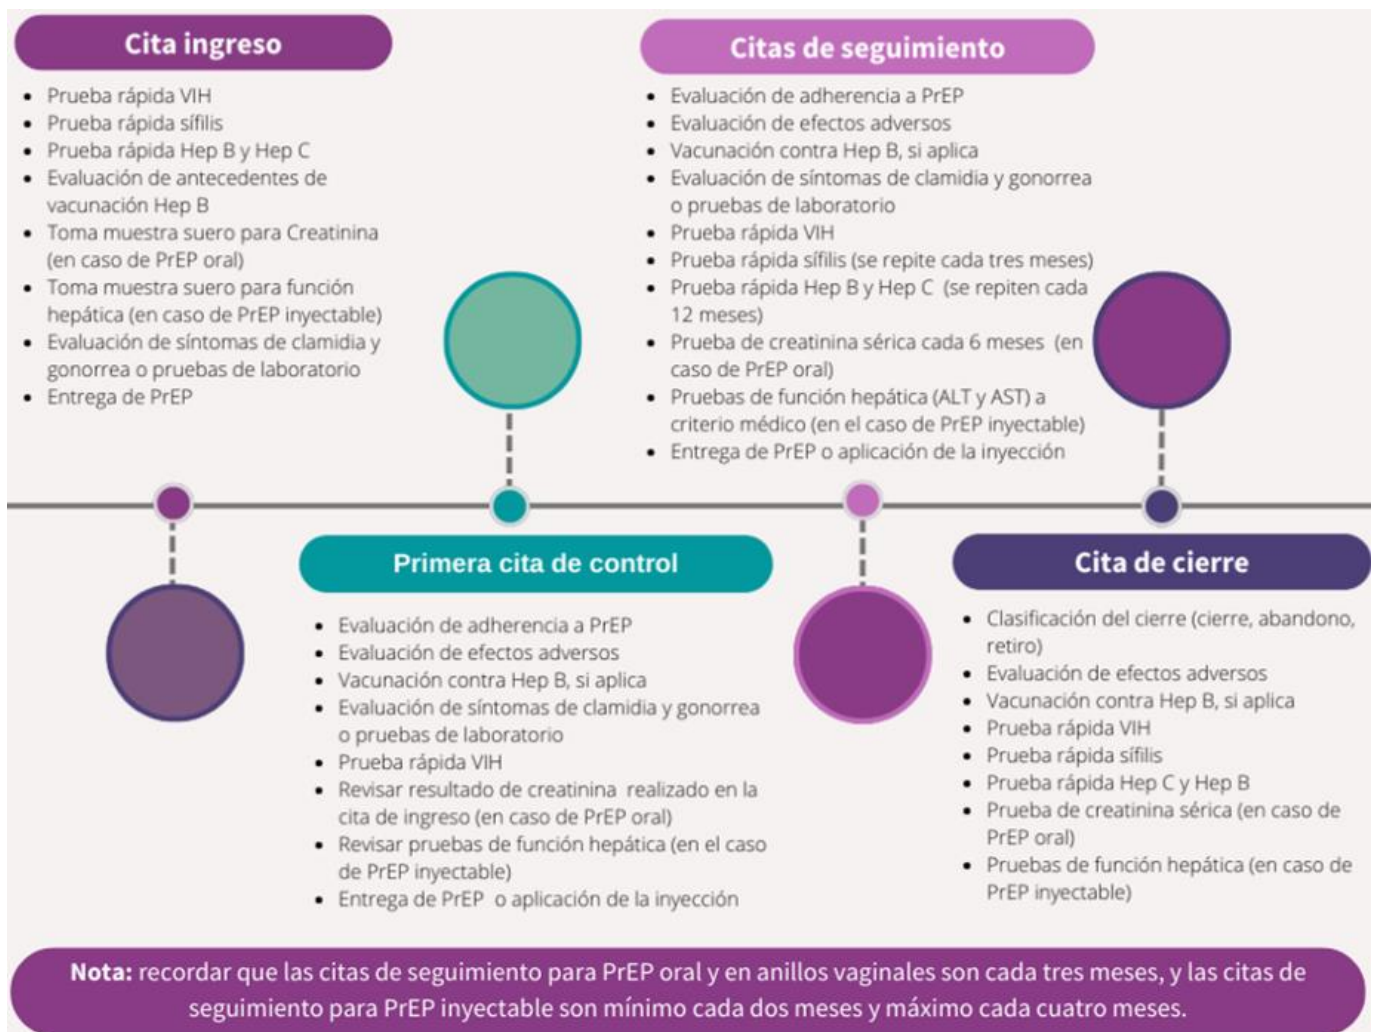 Cita ingreso
• Prueba rápida VIH
• Prueba rápida sífilis
• Prueba rápida Hep B y Hep C
• Evaluación de antecedentes de
vacunación Hep B
• Toma muestra suero para Creatinina
(en caso de PrEP oral)
• Toma muestra suero para función
hepática (en caso de PrEP inyectable)
• Evaluación de síntomas de clamidia y
gonorrea o pruebas de laboratorio
• Entrega de PrEP
Primera cita de control
• Evaluación de adherencia a PrEP
• Evaluación de efectos adversos
• Vacunación contra Hep B, si aplica
• Evaluación de síntomas de clamidia y gonorrea
o pruebas de laboratorio
• Prueba rápida VIH
• Revisar resultado de creatinina realizado en la
cita de ingreso (en caso de PrEP oral)
• Revisar pruebas de función hepática (en el caso
de PrEP inyectable)
• Entrega de PrEP o aplicación de la inyección
Citas de seguimiento
• Evaluación de adherencia a PrEP
• Evaluación de efectos adversos
• Vacunación contra Hep B, si aplica
• Evaluación de síntomas de clamidia y gonorrea
o pruebas de laboratorio
• Prueba rápida VIH
• Prueba rápida sífilis (se repite cada tres meses)
• Prueba rápida Hep B y Hep C (se repiten cada
12 meses)
• Prueba de creatinina sérica cada 6 meses (en
caso de PrEP oral)
• Pruebas de función hepática (ALT y AST) a
criterio médico (en el caso de PrEP inyectable)
• Entrega de PrEP o aplicación de la inyección
Cita de cierre
• Clasificación del cierre (cierre, abandono,
retiro)
• Evaluación de efectos adversos
• Vacunación contra Hep B, si aplica
• Prueba rápida VIH
• Prueba rápida sífilis
• Prueba rápida Hep C y Hep B
• Prueba de creatinina sérica (en caso de
PrEP oral)
• Pruebas de función hepática (en caso de
PrEP inyectable)
Nota: recordar que las citas de seguimiento para PrEP oral y en anillos vaginales son cada tres meses, y las citas de
seguimiento para PrEP inyectable son mínimo cada dos meses y máximo cada cuatro meses.